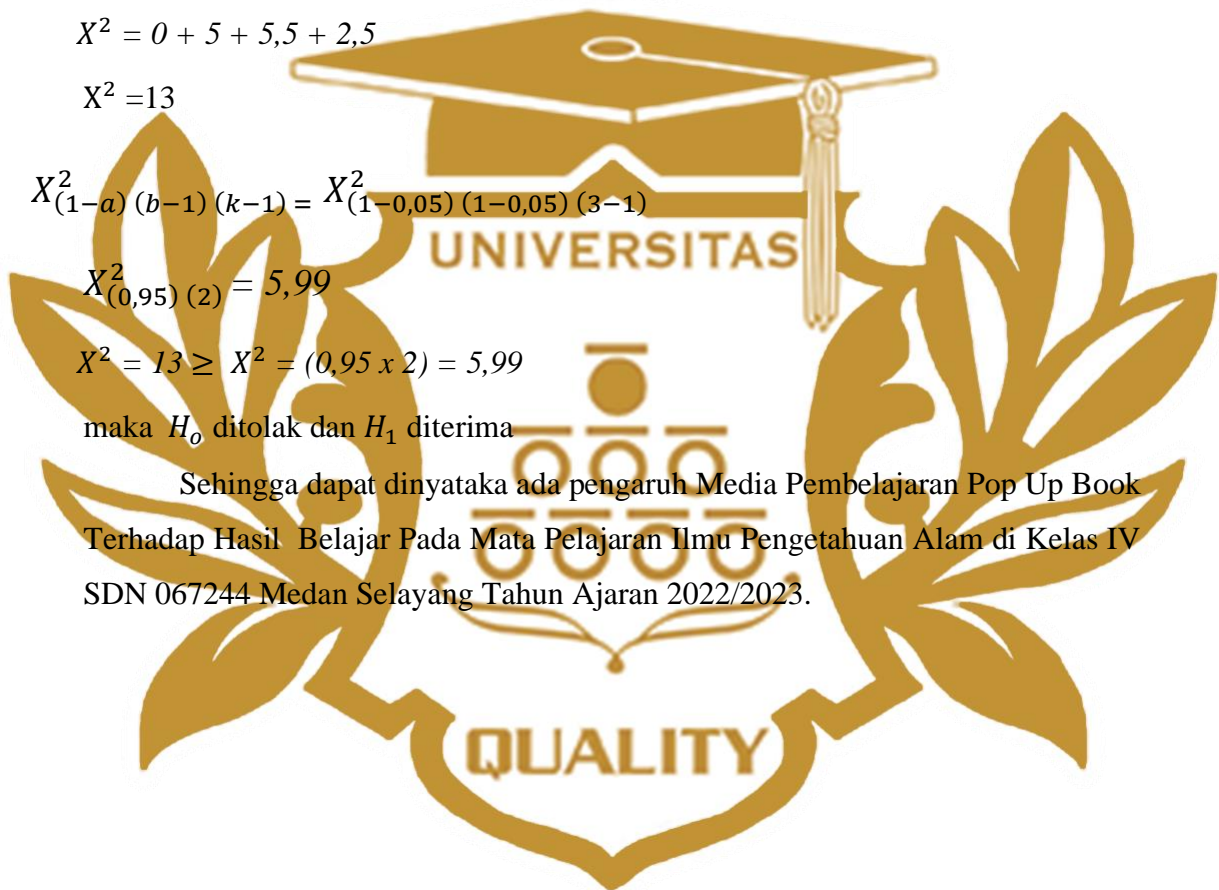 X² = 0 + 5 + 5,5 + 2,5
X² =13
X²₍₁₋ₐ₎ ₍b₋₁₎ ₍k₋₁₎ ₌ X²₍₁₋₀,₀₅₎ ₍₁₋₀,₀₅₎ ₍₃₋₁₎
UNIVERSITAS
X²₍₀,₉₅₎ ₍₂₎ = 5,99
X² = 13 ≥ X² = (0,95 x 2) = 5,99
maka Hₒ ditolak dan H₁ diterima
Sehingga dapat dinyataka ada pengaruh Media Pembelajaran Pop Up Book
Terhadap Hasil Belajar Pada Mata Pelajaran Ilmu Pengetahuan Alam di Kelas IV
SDN 067244 Medan Selayang Tahun Ajaran 2022/2023.
QUALITY